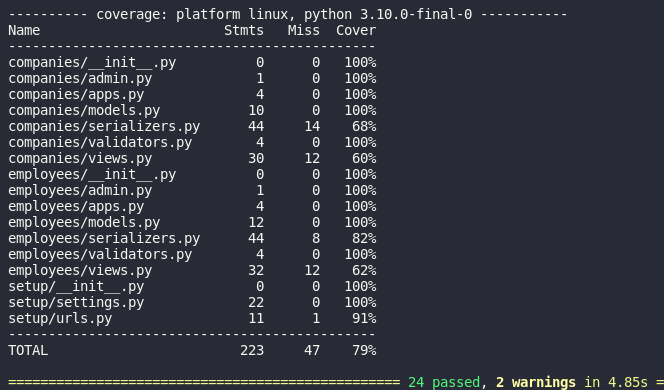 ---------- coverage: platform linux, python 3.10.0-final-0 -----------
Name                       Stmts   Miss  Cover
----------------------------------------------
companies/__init__.py          0      0   100%
companies/admin.py             1      0   100%
companies/apps.py              4      0   100%
companies/models.py           10      0   100%
companies/serializers.py      44     14    68%
companies/validators.py        4      0   100%
companies/views.py            30     12    60%
employees/__init__.py          0      0   100%
employees/admin.py             1      0   100%
employees/apps.py              4      0   100%
employees/models.py           12      0   100%
employees/serializers.py      44      8    82%
employees/validators.py        4      0   100%
employees/views.py            32     12    62%
setup/__init__.py              0      0   100%
setup/settings.py             22      0   100%
setup/urls.py                 11      1    91%
----------------------------------------------
TOTAL                        223     47    79%
================================================= 24 passed, 2 warnings in 4.85s =